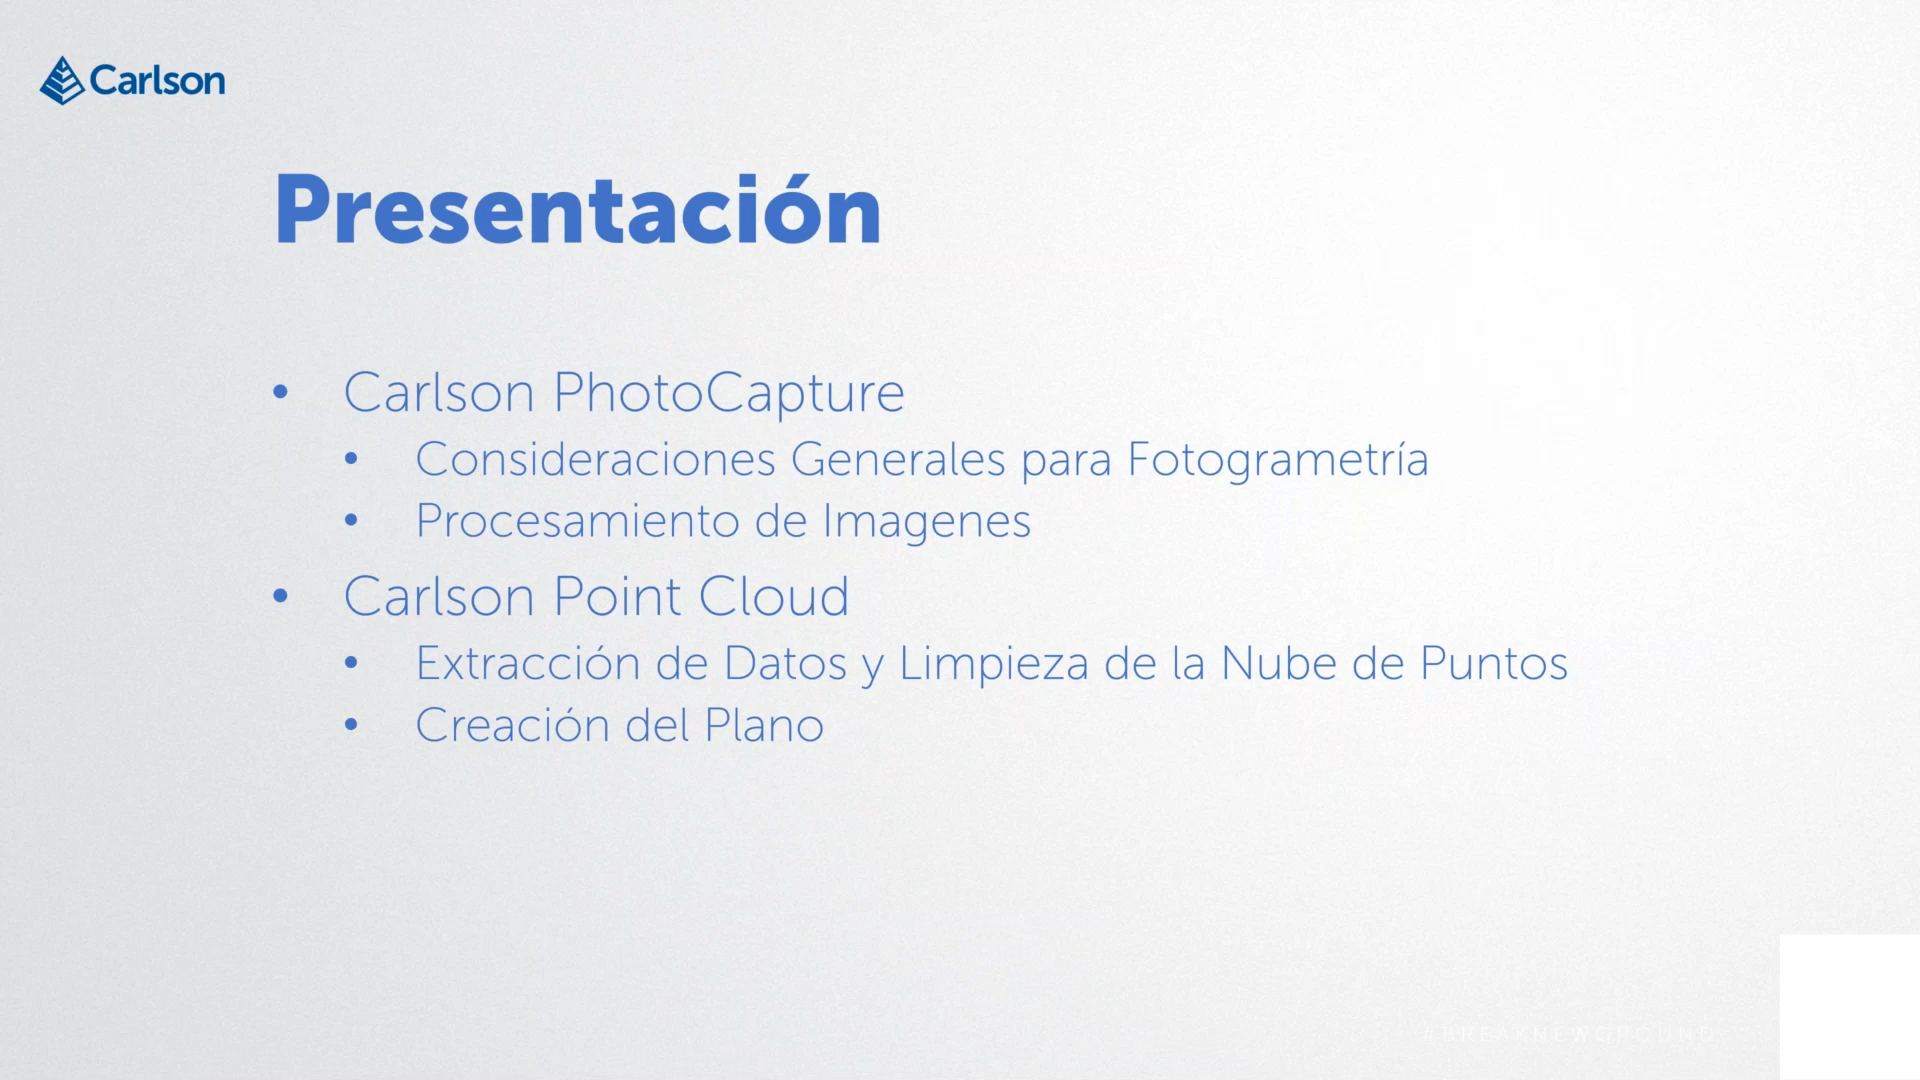 Carlson
Presentación
• Carlson PhotoCapture
• Consideraciones Generales para Fotogrametría
• Procesamiento de Imagenes
• Carlson Point Cloud
• Extracción de Datos y Limpieza de la Nube de Puntos
• Creación del Plano
#BREAKNEWGROUND